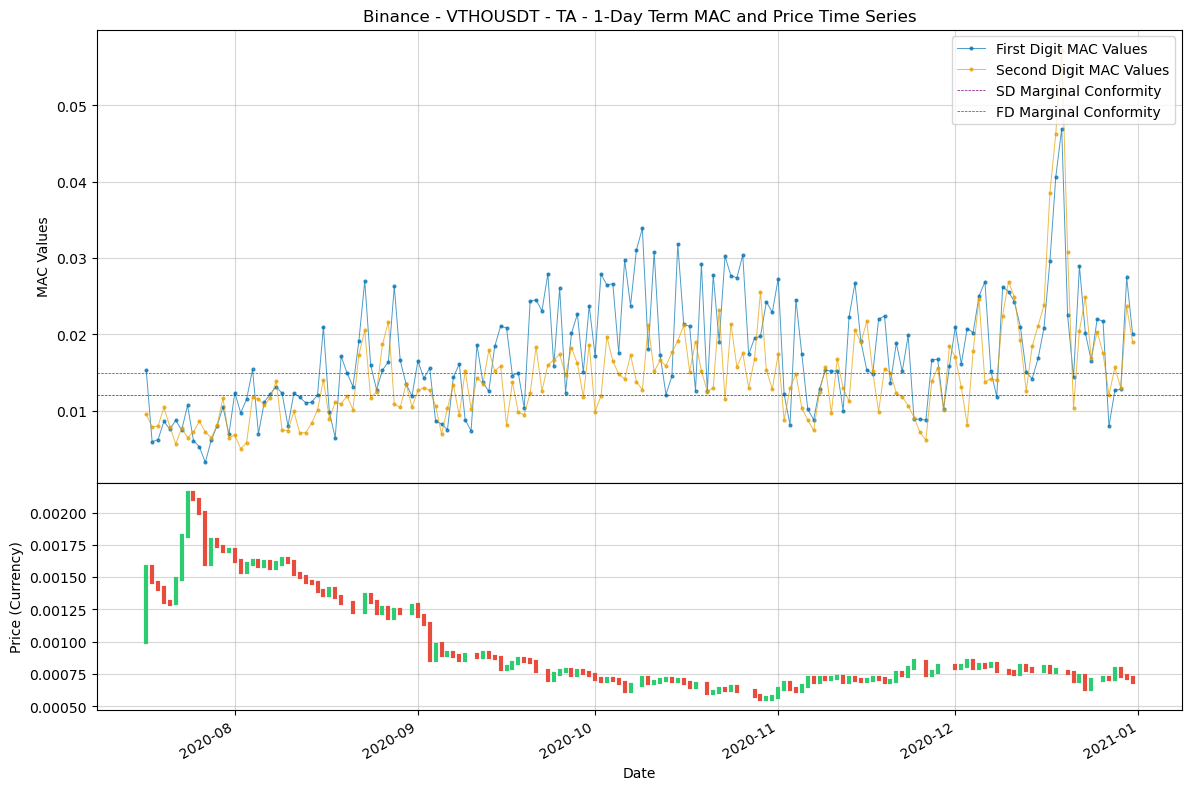 Binance - VTHOUSDT - TA - 1-Day Term MAC and Price Time Series
First Digit MAC Values
Second Digit MAC Values
SD Marginal Conformity
FD Marginal Conformity
MAC Values
0.05
0.04
0.03
0.02
0.01
Price (Currency)
0.00200
0.00175
0.00150
0.00125
0.00100
0.00075
0.00050
2020-08
2020-09
2020-10
2020-11
2020-12
2021-01
Date